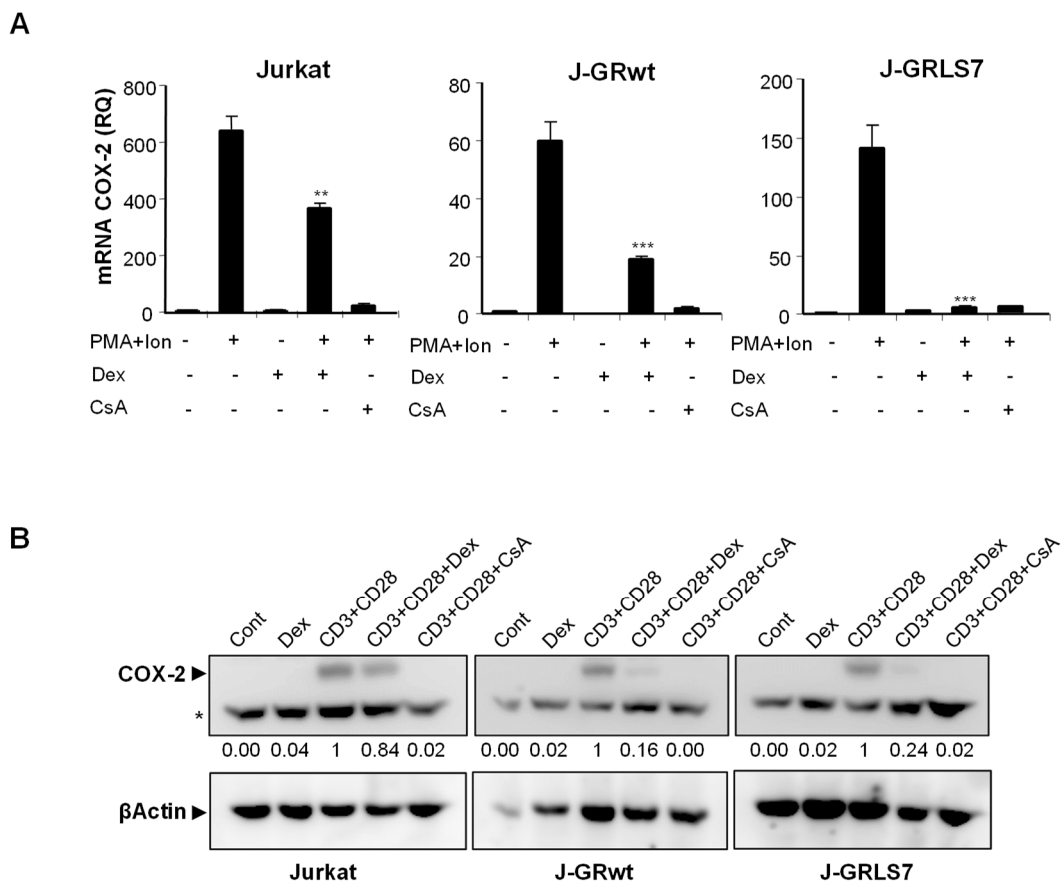 A
Jurkat J-GRwt J-GRLS7
mRNA COX-2 (RQ)
800 80 200
600 60 150
400 40 100
200 20 50
0 0 0
** *** ***
PMA+Ion - + - + + PMA+Ion - + - + + PMA+Ion - + - + +
Dex - - + + - Dex - - + + - Dex - - + + -
CsA - - - - + CsA - - - - + CsA - - - - +
B
Cont Dex CD3+CD28 CD3+CD28+Dex CD3+CD28+CsA Cont Dex CD3+CD28 CD3+CD28+Dex CD3+CD28+CsA Cont Dex CD3+CD28 CD3+CD28+Dex CD3+CD28+CsA
COX-2
*
0.00 0.04 1 0.84 0.02 0.00 0.02 1 0.16 0.00 0.00 0.02 1 0.24 0.02
βActin
Jurkat J-GRwt J-GRLS7